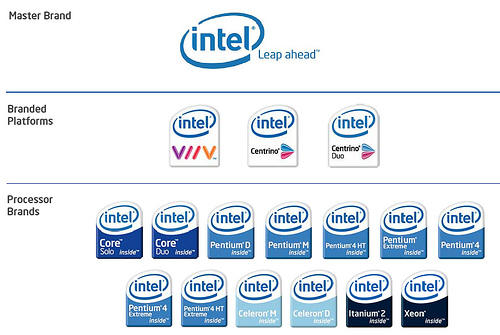 Master Brand
intel®
Leap ahead™
Branded
Platforms
intel
VIIV™
intel
Centrino®
intel
Centrino®
Duo
Processor
Brands
intel
Core™
Solo inside™
intel
Core™
Duo inside™
intel
Pentium® D
inside™
intel
Pentium® M
inside™
intel
Pentium® 4 HT
inside™
intel
Pentium®
Extreme
inside™
intel
Pentium® 4
inside™
intel
Pentium® 4
Extreme
inside™
intel
Pentium® 4 HT
Extreme
inside™
intel
Celeron® M
inside™
intel
Celeron® D
inside™
intel
Itanium® 2
inside™
intel
Xeon®
inside™